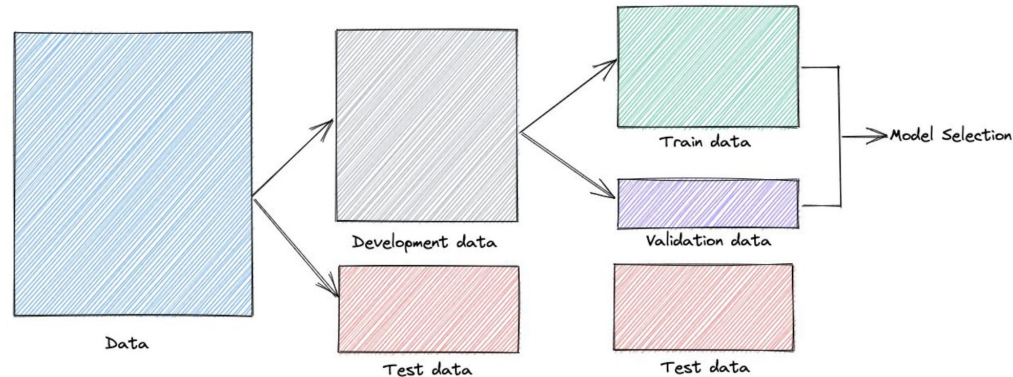 Data
Development data
Test data
Train data
Validation data
Test data
Model Selection